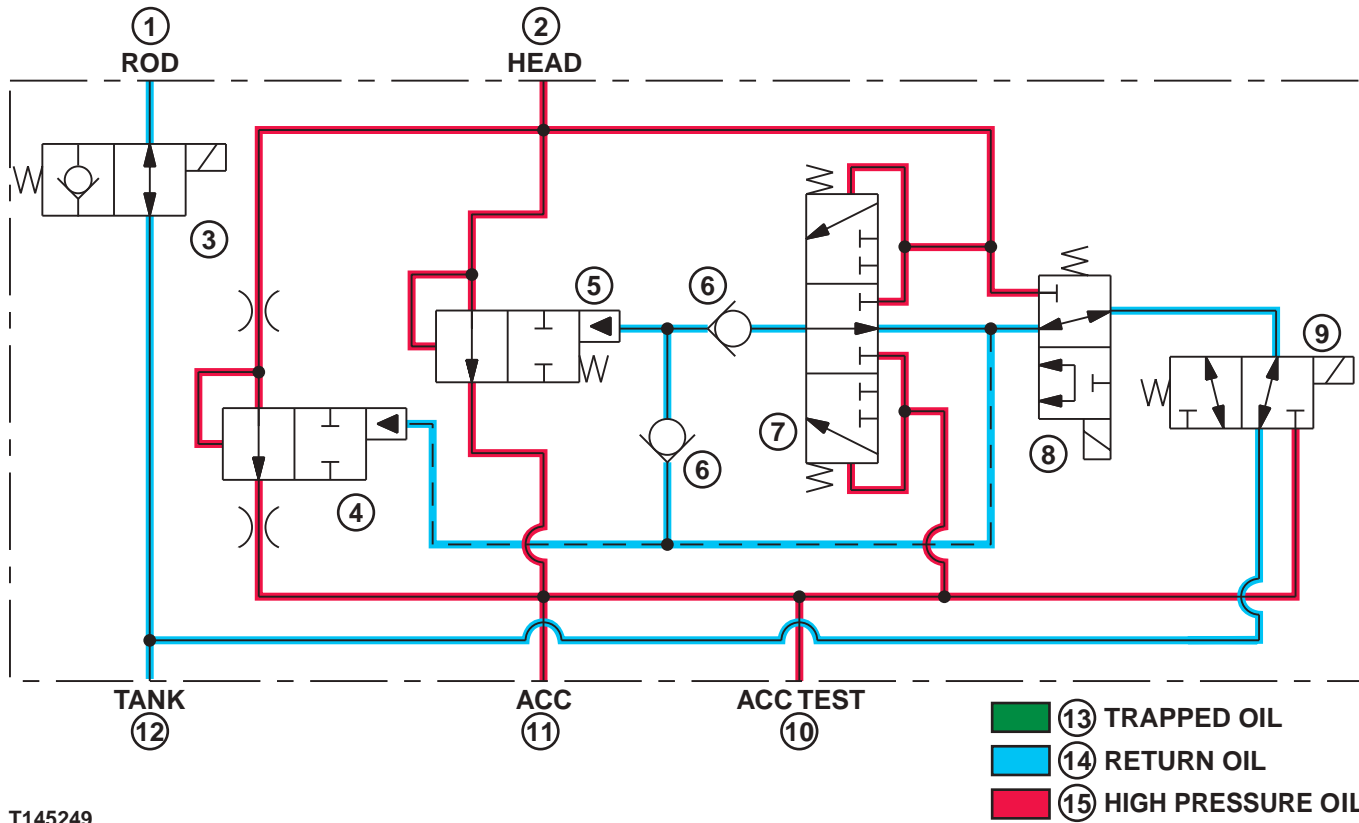 1
ROD
2
HEAD
3
5
6
9
7
6
8
4
TANK
12
ACC
11
ACC TEST
10
13 TRAPPED OIL
14 RETURN OIL
15 HIGH PRESSURE OIL
T145249